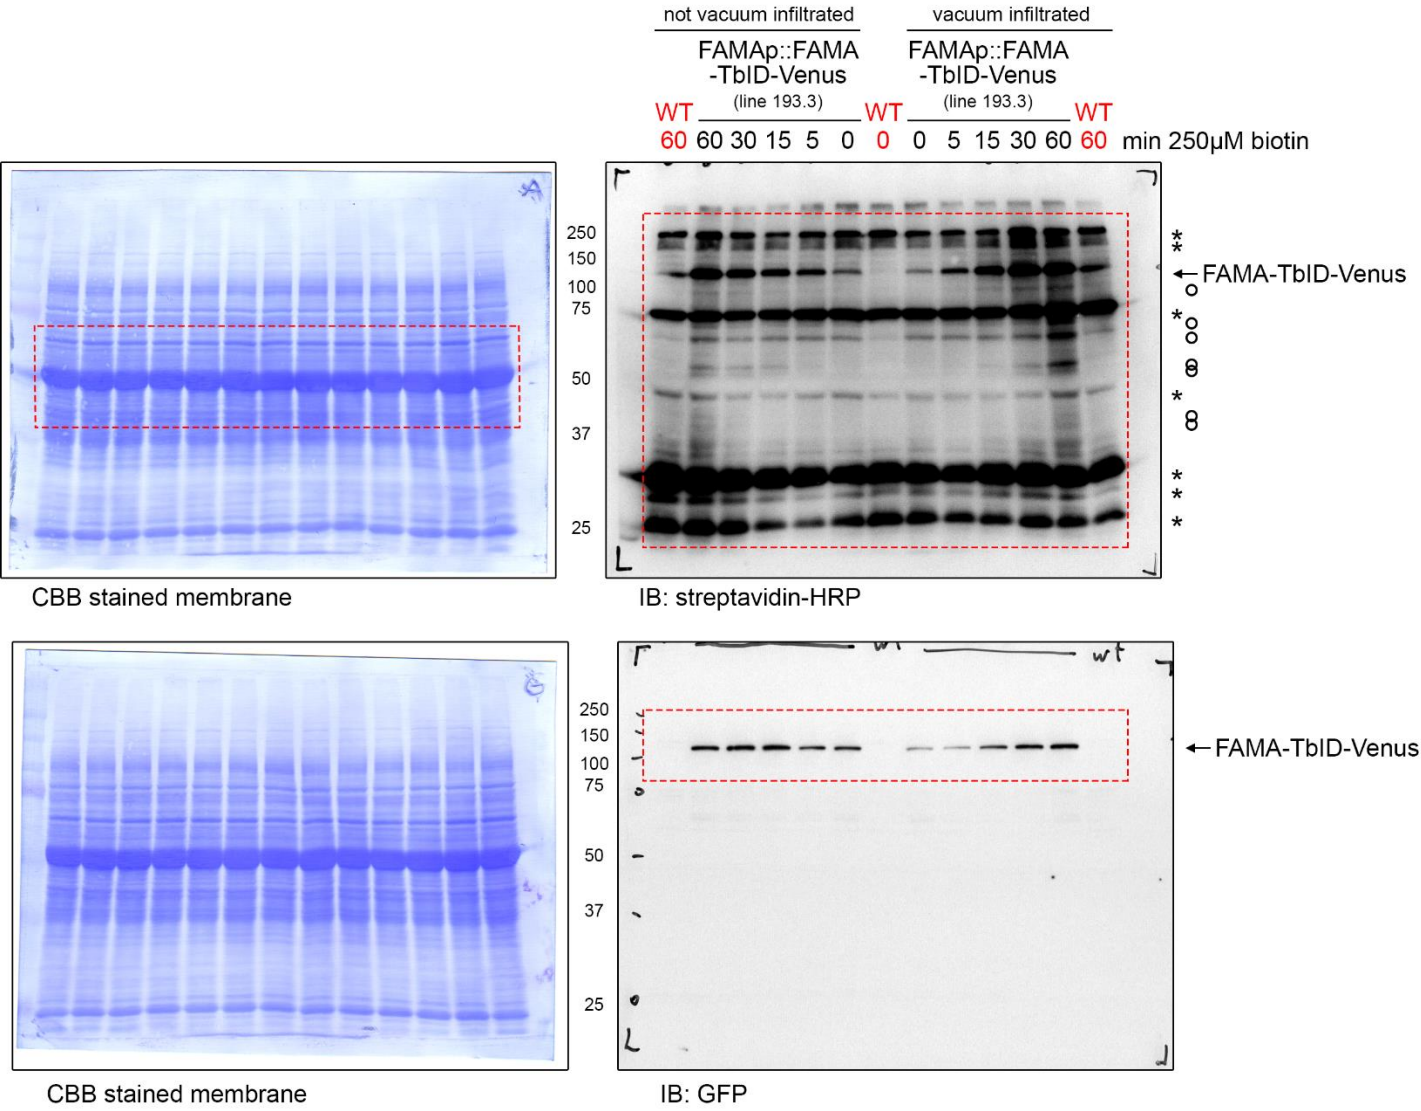 not vacuum infiltrated vacuum infiltrated
FAMAp::FAMA FAMAp::FAMA
-TbID-Venus -TbID-Venus
(line 193.3) (line 193.3)
WT WT WT
60 60 30 15 5 0 0 0 5 15 30 60 60 min 250µM biotin
A
250 *
150 *
FAMA-TbID-Venus
100
75 *
50
*
37
*
*
25 *
CBB stained membrane IB: streptavidin-HRP
wt wt
G
250
150
FAMA-TbID-Venus
100
75
50
37
25
CBB stained membrane IB: GFP